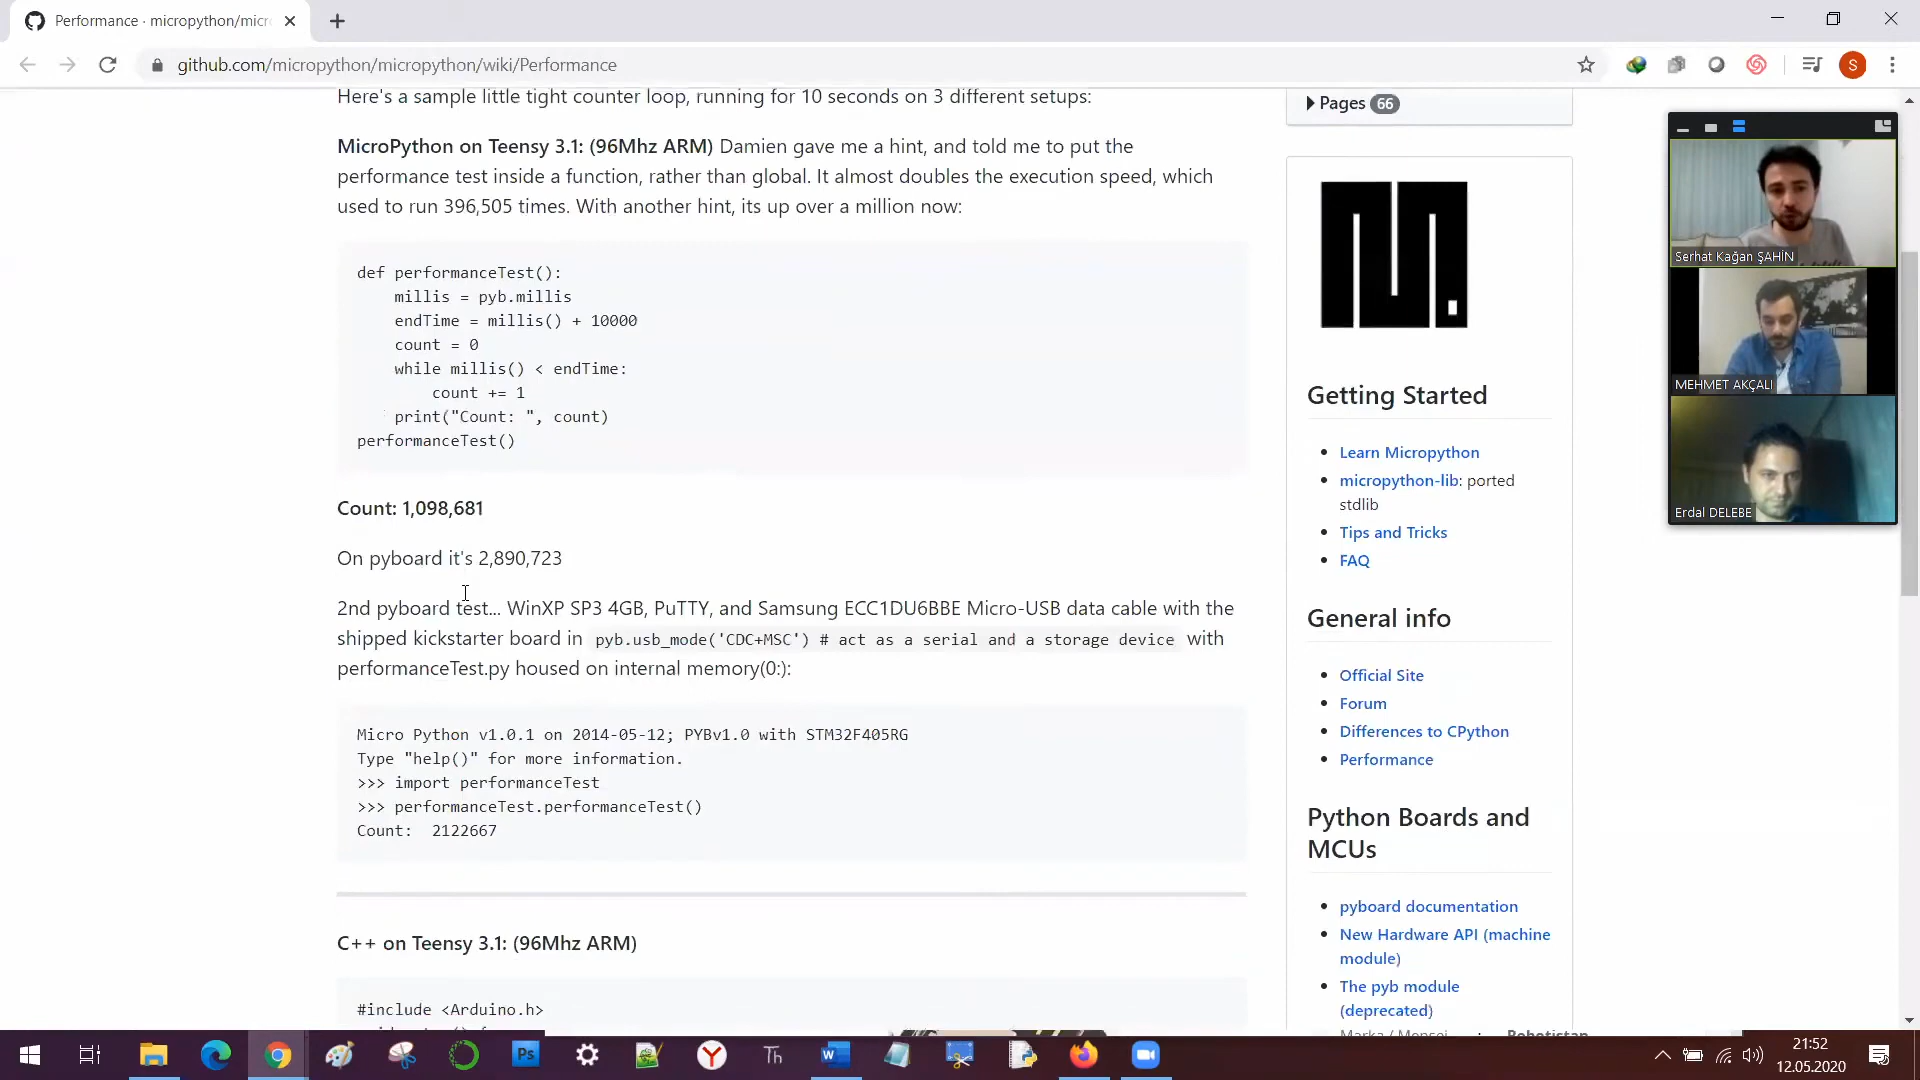 Performance · micropython/micr
github.com/micropython/micropython/wiki/Performance
S
Here's a sample little tight counter loop, running for 10 seconds on 3 different setups:
MicroPython on Teensy 3.1: (96Mhz ARM) Damien gave me a hint, and told me to put the
performance test inside a function, rather than global. It almost doubles the execution speed, which
used to run 396,505 times. With another hint, its up over a million now:
def performanceTest():
    millis = pyb.millis
    endTime = millis() + 10000
    count = 0
    while millis() < endTime:
        count += 1
    print("Count: ", count)
performanceTest()
Count: 1,098,681
On pyboard it's 2,890,723
2nd pyboard test... WinXP SP3 4GB, PuTTY, and Samsung ECC1DU6BBE Micro-USB data cable with the
shipped kickstarter board in pyb.usb_mode('CDC+MSC') # act as a serial and a storage device with
performanceTest.py housed on internal memory(0:):
Micro Python v1.0.1 on 2014-05-12; PYBv1.0 with STM32F405RG
Type "help()" for more information.
>>> import performanceTest
>>> performanceTest.performanceTest()
Count:  2122667
C++ on Teensy 3.1: (96Mhz ARM)
#include <Arduino.h>
Pages 66
Getting Started
Learn Micropython
micropython-lib: ported
stdlib
Tips and Tricks
FAQ
General info
Official Site
Forum
Differences to CPython
Performance
Python Boards and
MCUs
pyboard documentation
New Hardware API (machine
module)
The pyb module
(deprecated)
Serhat Kağan ŞAHİN
MEHMET AKÇALI
Erdal DELEBE
Ps
Y
Th
W
21:52
12.05.2020